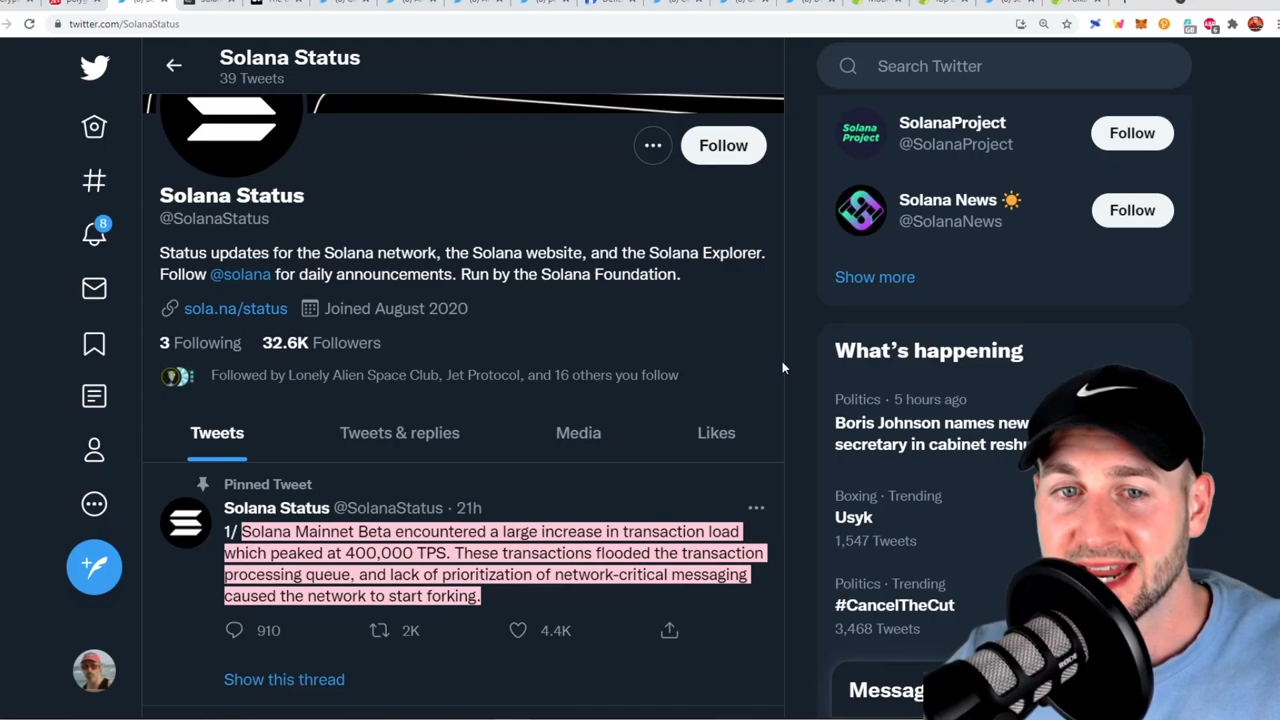 twitter.com/SolanaStatus
Solana Status
39 Tweets
Search Twitter
Follow
Solana Status
@SolanaStatus
Status updates for the Solana network, the Solana website, and the Solana Explorer.
Follow @solana for daily announcements. Run by the Solana Foundation.
sola.na/status
Joined August 2020
3 Following
32.6K Followers
Followed by Lonely Alien Space Club, Jet Protocol, and 16 others you follow
Tweets
Tweets & replies
Media
Likes
Pinned Tweet
Solana Status @SolanaStatus · 21h
1/ Solana Mainnet Beta encountered a large increase in transaction load
which peaked at 400,000 TPS. These transactions flooded the transaction
processing queue, and lack of prioritization of network-critical messaging
caused the network to start forking.
910
2K
4.4K
Show this thread
8
Solana
Project
SolanaProject
@SolanaProject
Follow
Solana News
@SolanaNews
Follow
Show more
What's happening
Politics · 5 hours ago
Boris Johnson names new
secretary in cabinet
Boxing · Trending
Usyk
1,547 Tweets
Politics · Trending
#CancelTheCut
3,468 Tweets
RODE